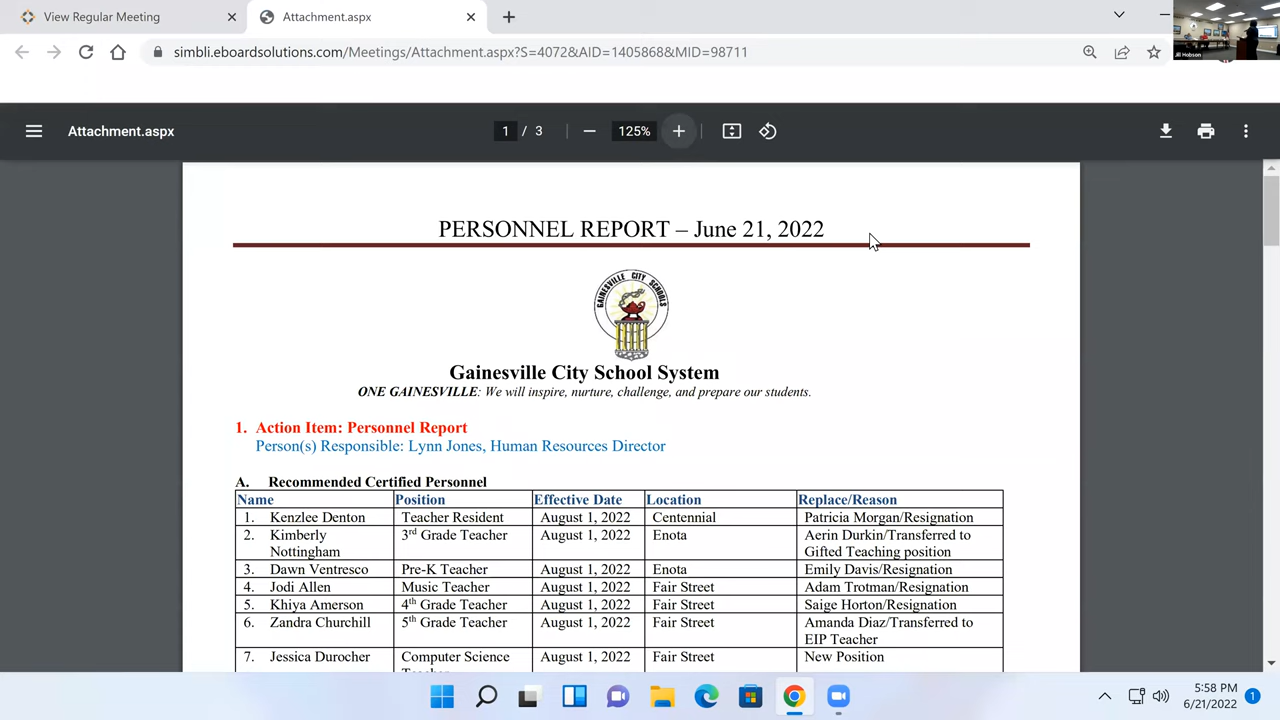 View Regular Meeting
Attachment.aspx
simbli.eboardsolutions.com/Meetings/Attachment.aspx?S=4072&AID=1405868&MID=98711
Jill Hobson
Attachment.aspx
1 / 3
125%
PERSONNEL REPORT – June 21, 2022
GAINESVILLE CITY SCHOOLS
Gainesville City School System
ONE GAINESVILLE: We will inspire, nurture, challenge, and prepare our students.
1. Action Item: Personnel Report
Person(s) Responsible: Lynn Jones, Human Resources Director
A. Recommended Certified Personnel
Name Position Effective Date Location Replace/Reason
1. Kenzlee Denton Teacher Resident August 1, 2022 Centennial Patricia Morgan/Resignation
2. Kimberly 3rd Grade Teacher August 1, 2022 Enota Aerin Durkin/Transferred to
Nottingham Gifted Teaching position
3. Dawn Ventresco Pre-K Teacher August 1, 2022 Enota Emily Davis/Resignation
4. Jodi Allen Music Teacher August 1, 2022 Fair Street Adam Trotman/Resignation
5. Khiya Amerson 4th Grade Teacher August 1, 2022 Fair Street Saige Horton/Resignation
6. Zandra Churchill 5th Grade Teacher August 1, 2022 Fair Street Amanda Diaz/Transferred to
EIP Teacher
7. Jessica Durocher Computer Science August 1, 2022 Fair Street New Position
5:58 PM
6/21/2022
1